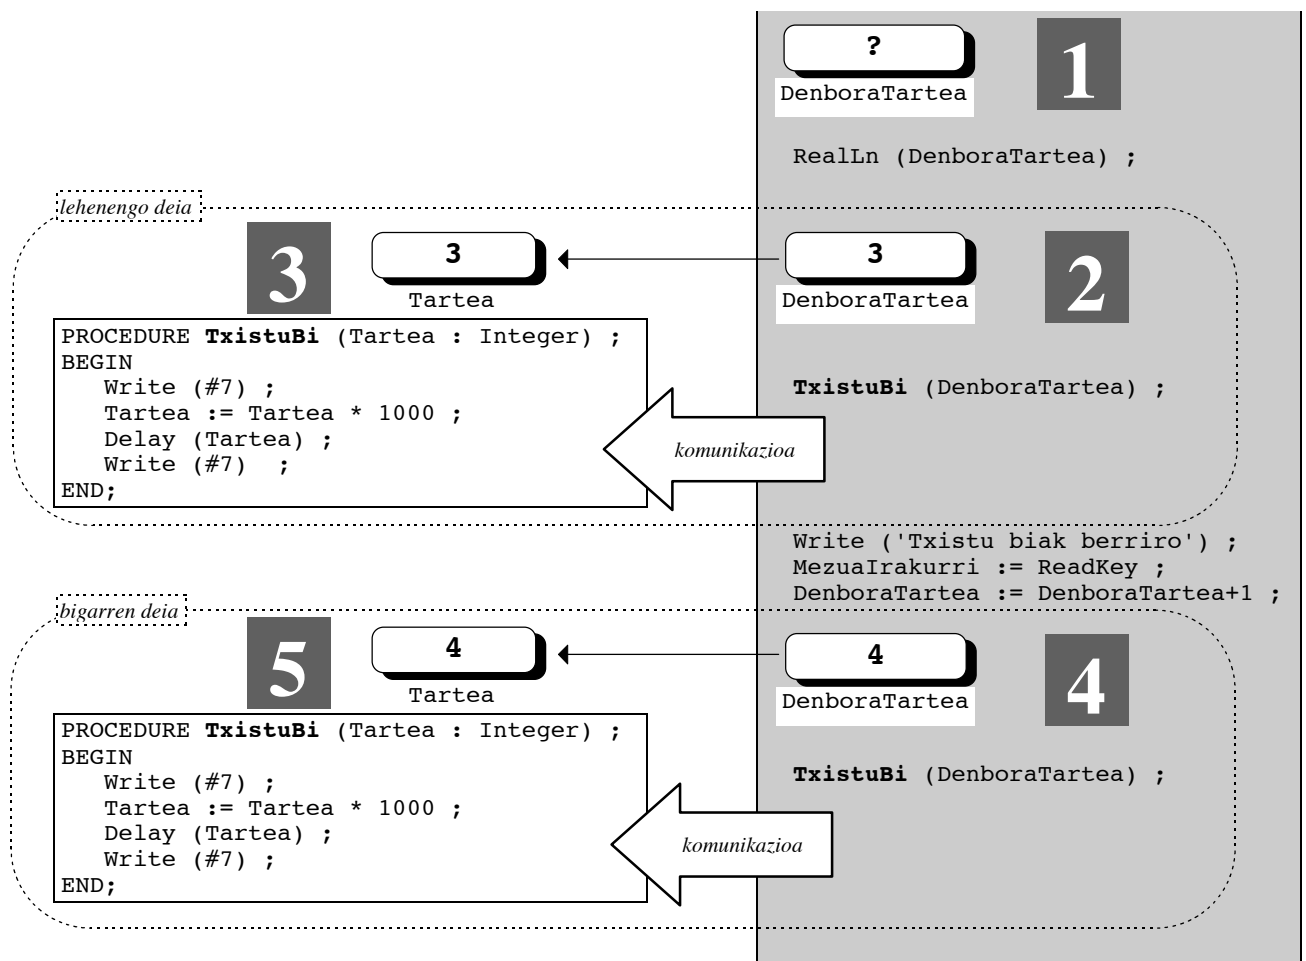 ?
1
DenboraTartea
RealLn (DenboraTartea) ;
lehenengo deia
3
3
3
2
Tartea
DenboraTartea
PROCEDURE TxistuBi (Tartea : Integer) ;
BEGIN
Write (#7) ;
Tartea := Tartea * 1000 ;
Delay (Tartea) ;
Write (#7) ;
END;
TxistuBi (DenboraTartea) ;
komunikazioa
Write ('Txistu biak berriro') ;
MezuaIrakurri := ReadKey ;
DenboraTartea := DenboraTartea+1 ;
bigarren deia
5
4
4
4
Tartea
DenboraTartea
PROCEDURE TxistuBi (Tartea : Integer) ;
BEGIN
Write (#7) ;
Tartea := Tartea * 1000 ;
Delay (Tartea) ;
Write (#7) ;
END;
TxistuBi (DenboraTartea) ;
komunikazioa